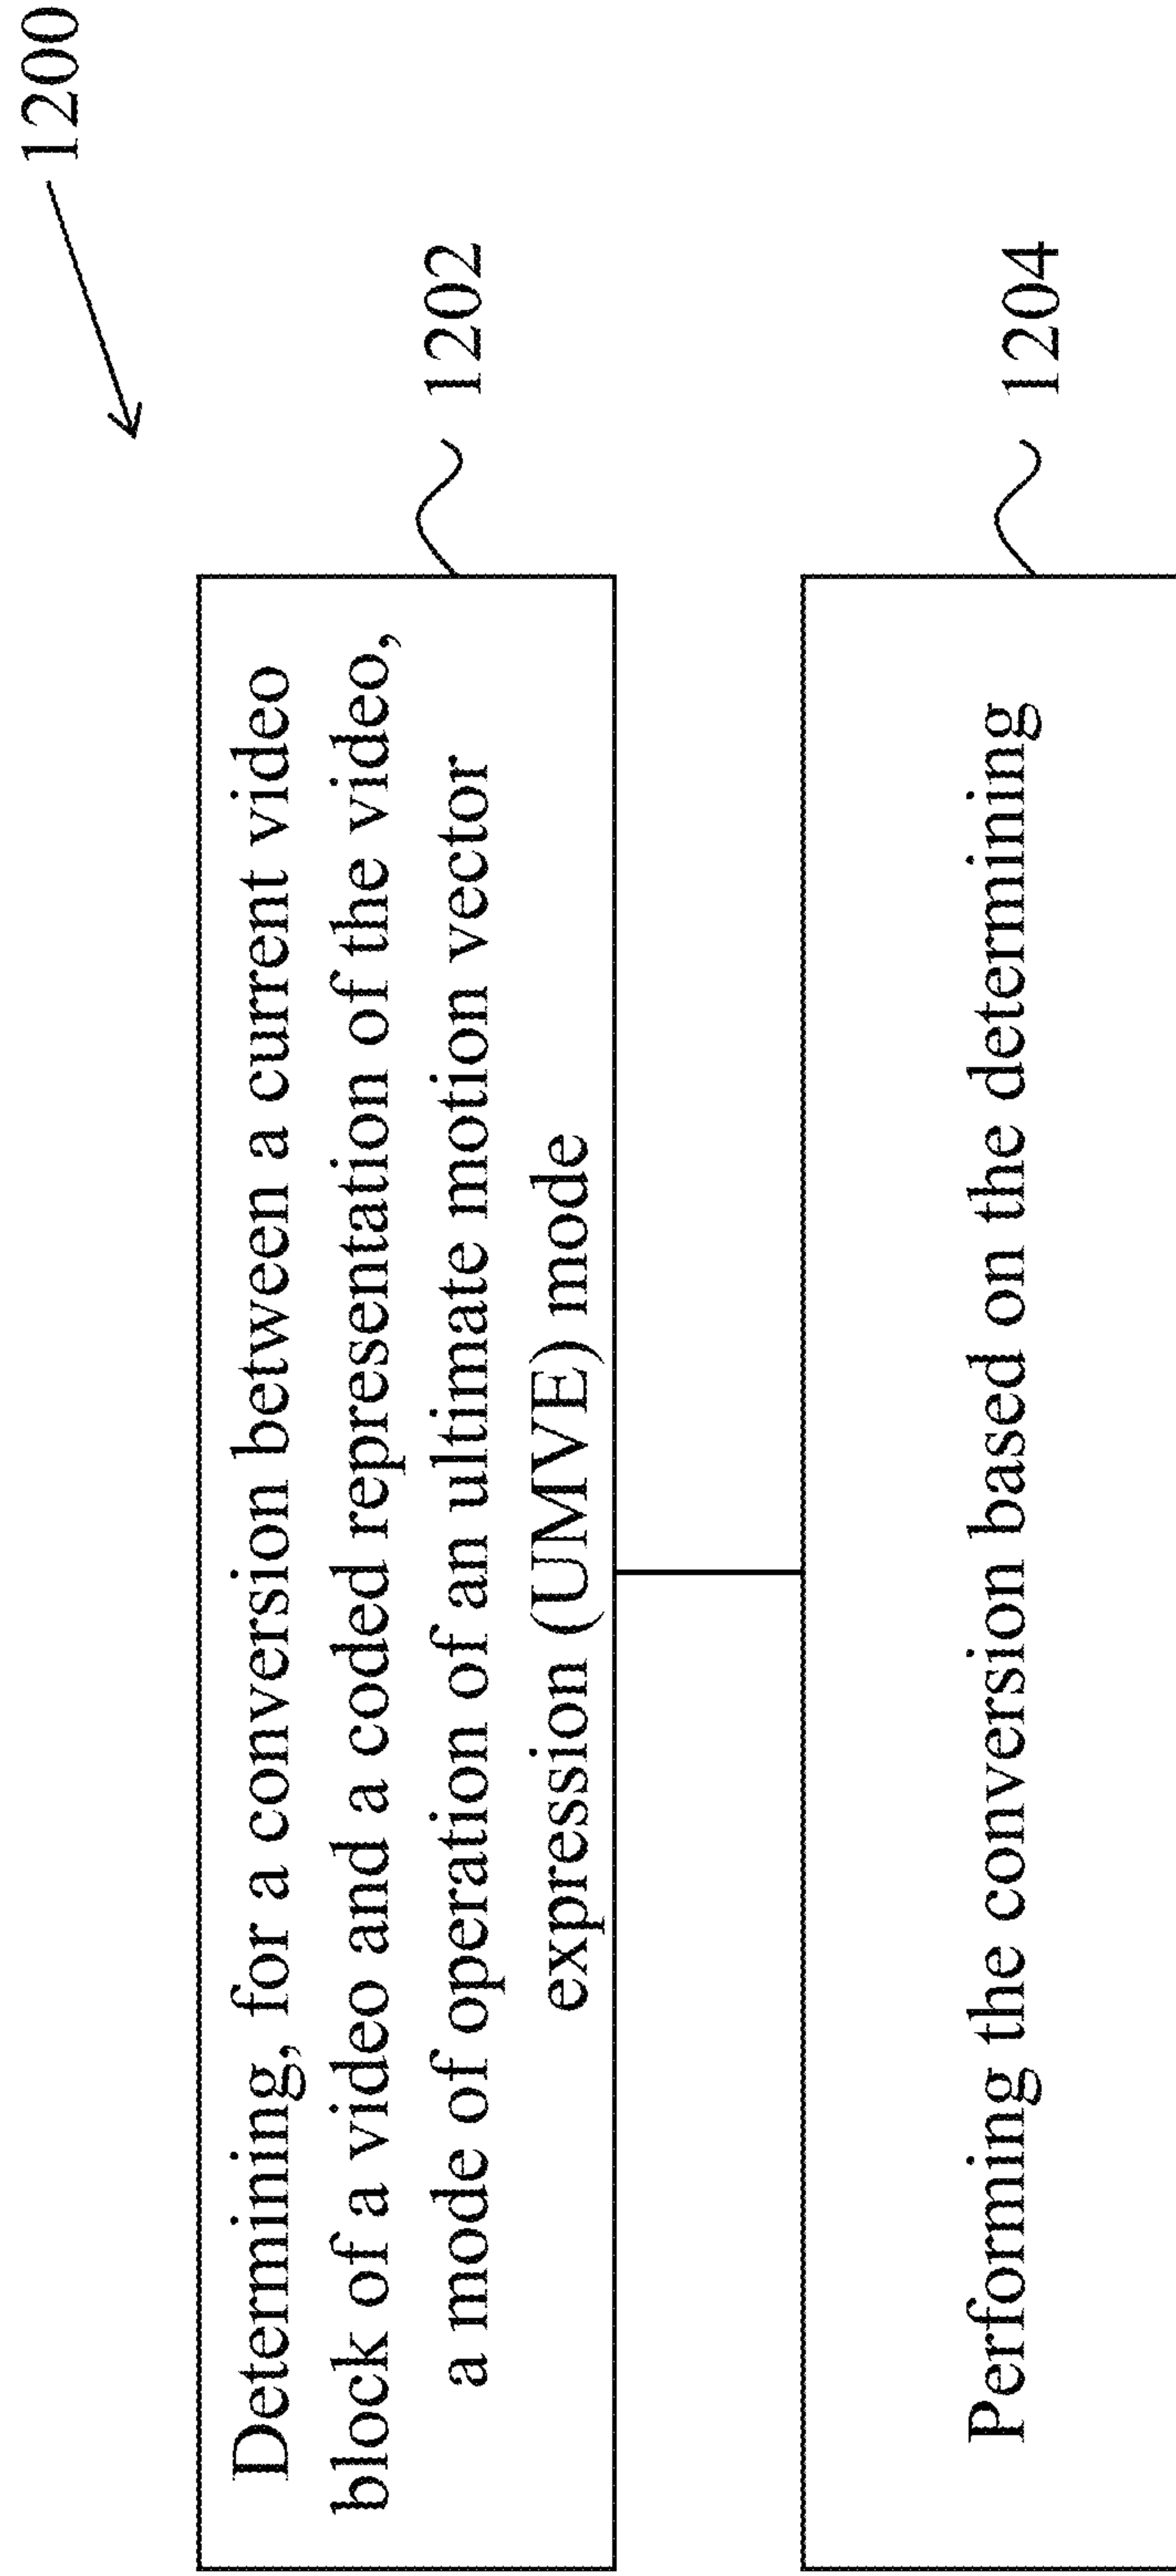 1200
Determining, for a conversion between a current video
block of a video and a coded representation of the video,
a mode of operation of an ultimate motion vector
expression (UMVE) mode
1202
Performing the conversion based on the determining
1204